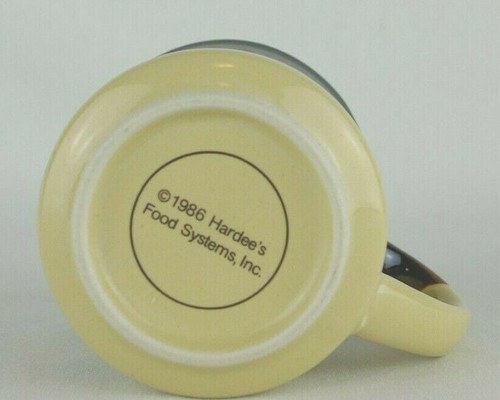 ©1986 Hardee's
Food Systems, Inc.